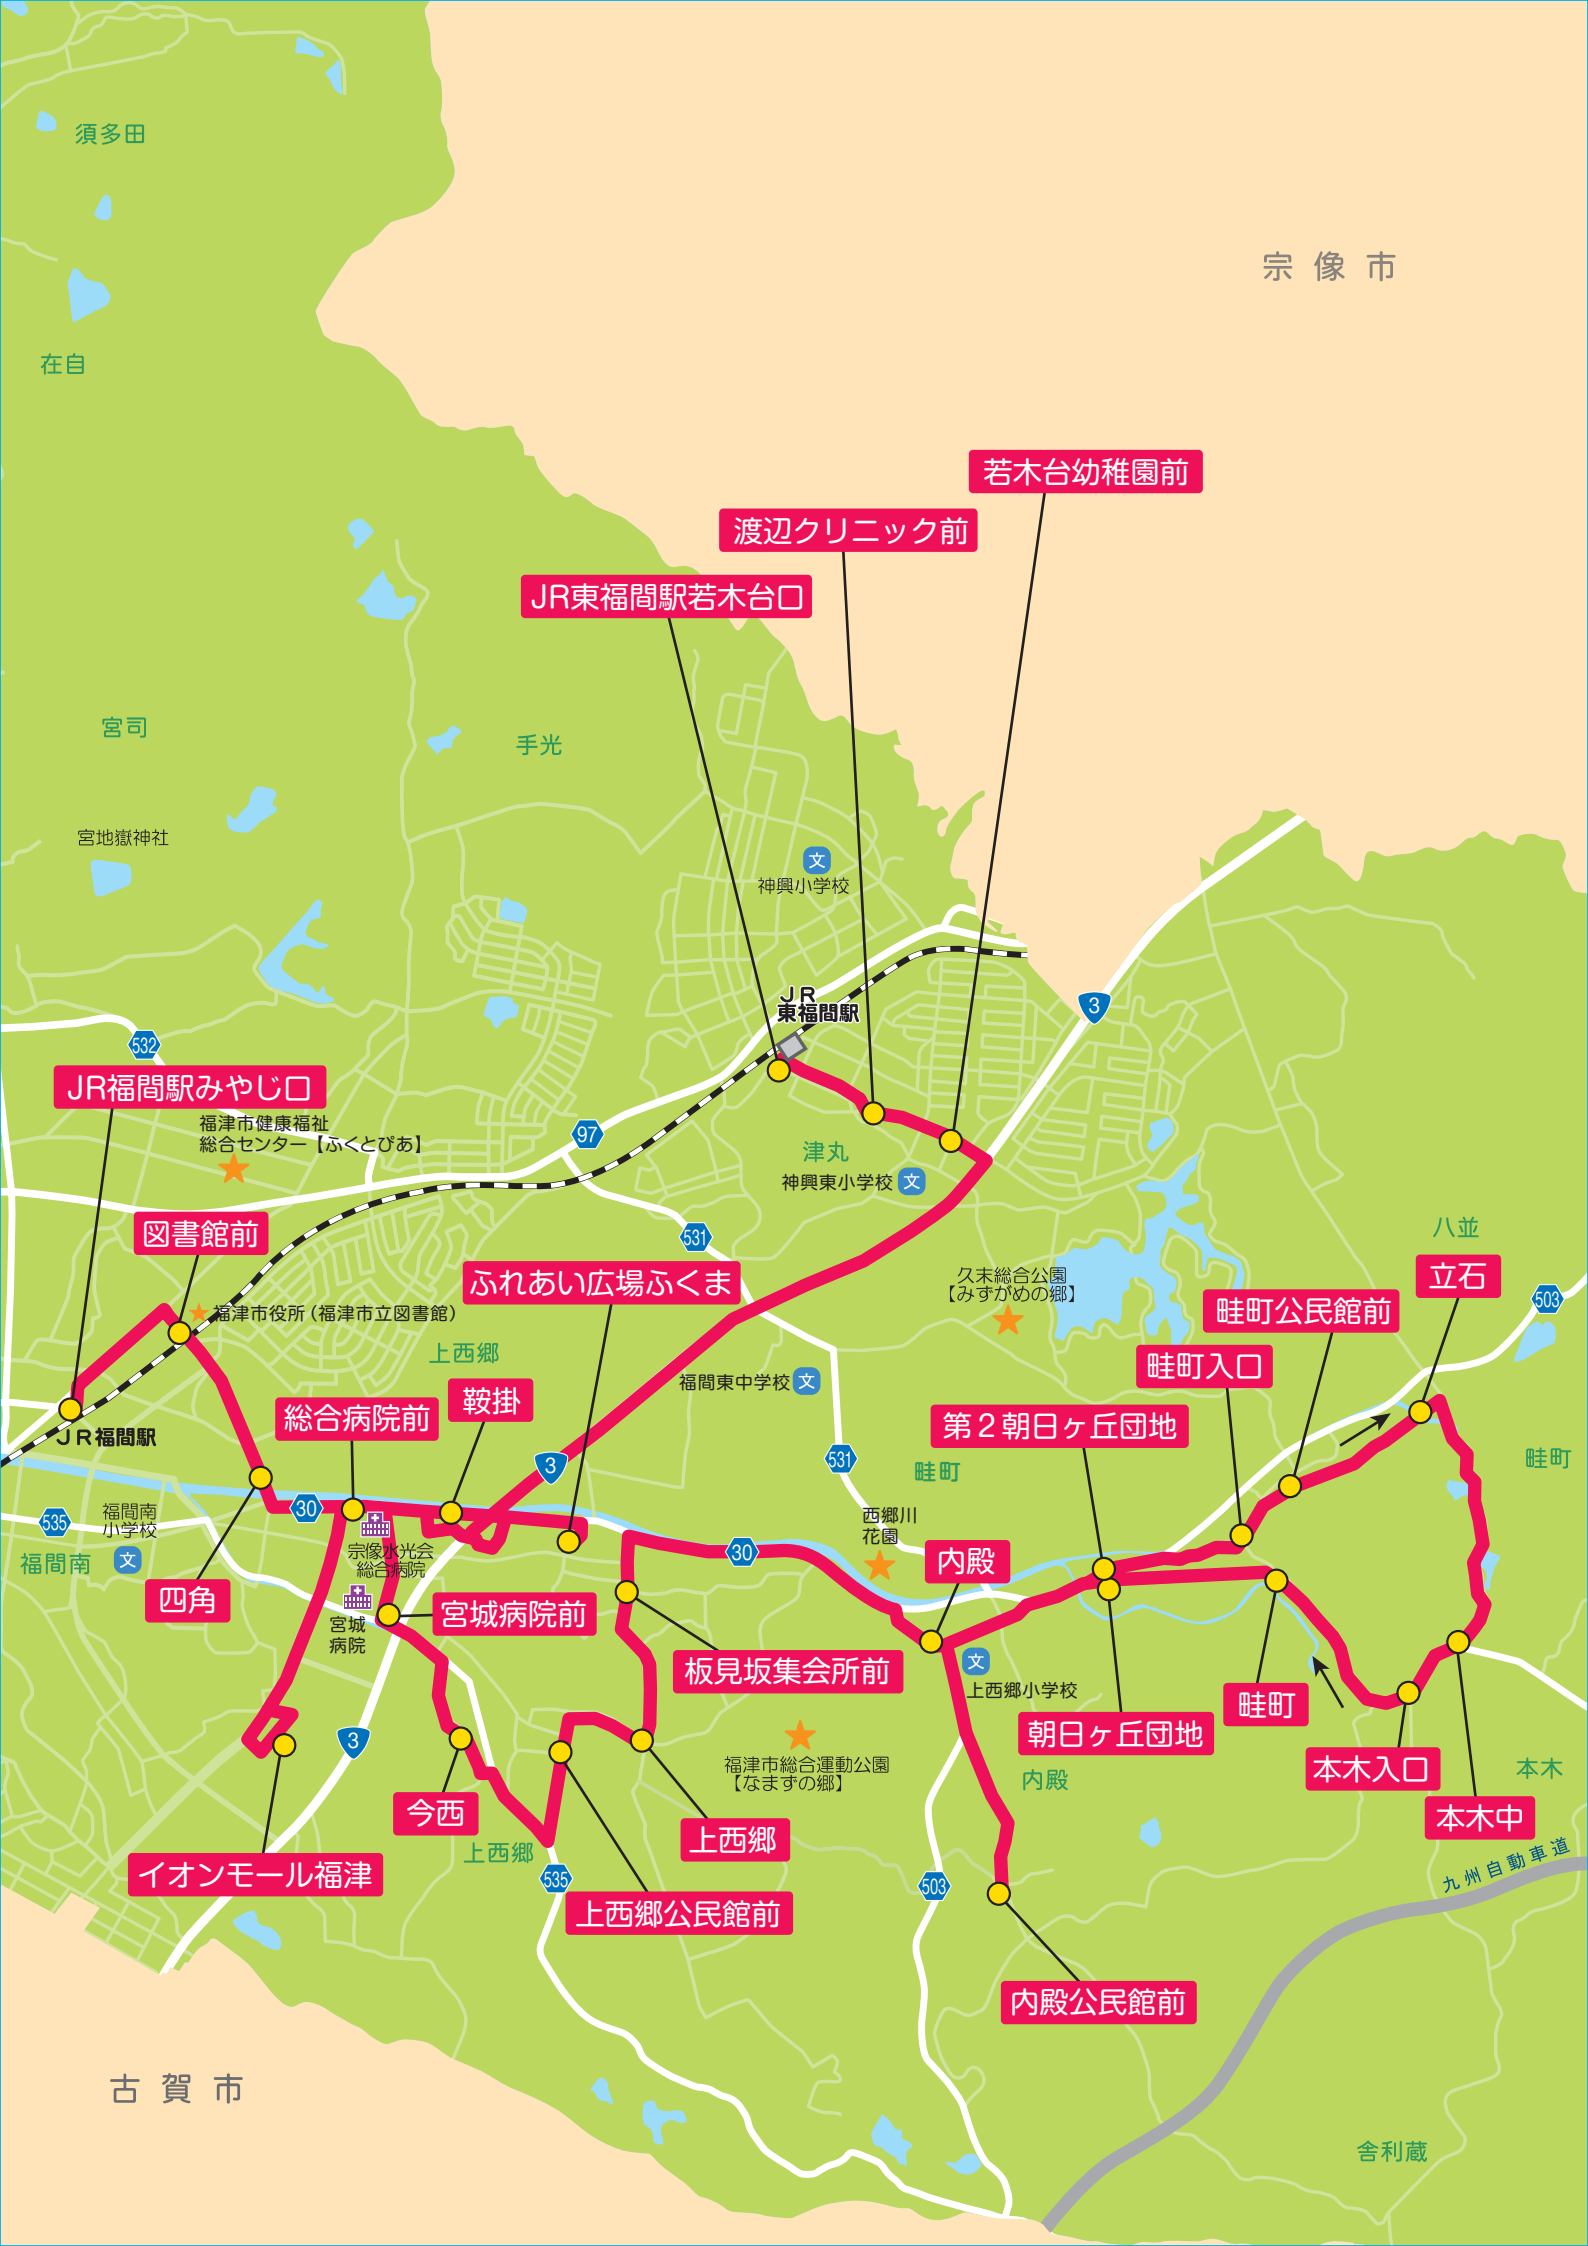 須多田
宗像市
在自
若木台幼稚園前
渡辺クリニック前
JR東福間駅若木台口
宮司
手光
宮地嶽神社
文
神興小学校
JR
東福間駅
3
532
JR福間駅みやじ口
福津市健康福祉
総合センター【ふくとぴあ】
97
津丸
神興東小学校
文
図書館前
531
八並
ふれあい広場ふくま
久末総合公園
【みずがめの郷】
立石
503
福津市役所(福津市立図書館)
畦町公民館前
上西郷
福間東中学校
文
畦町入口
総合病院前
鞍掛
第2朝日ヶ丘団地
JR福間駅
3
531
畦町
畦町
30
535
福間南
小学校
西郷川
花園
宗像水光会
総合病院
30
福間南
文
内殿
四角
宮城病院前
宮城
病院
板見坂集会所前
文
上西郷小学校
畦町
朝日ヶ丘団地
3
福津市総合運動公園
【なまずの郷】
内殿
本木入口
本木
今西
上西郷
上西郷
本木中
イオンモール福津
535
503
九州自動車道
上西郷公民館前
内殿公民館前
古賀市
舎利蔵